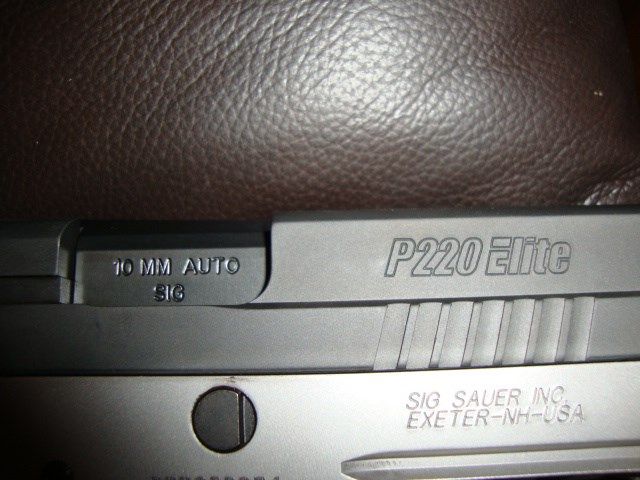 10 MM AUTO
SIG
P220 Elite
SIG SAUER INC,
EXETER-NH-USA